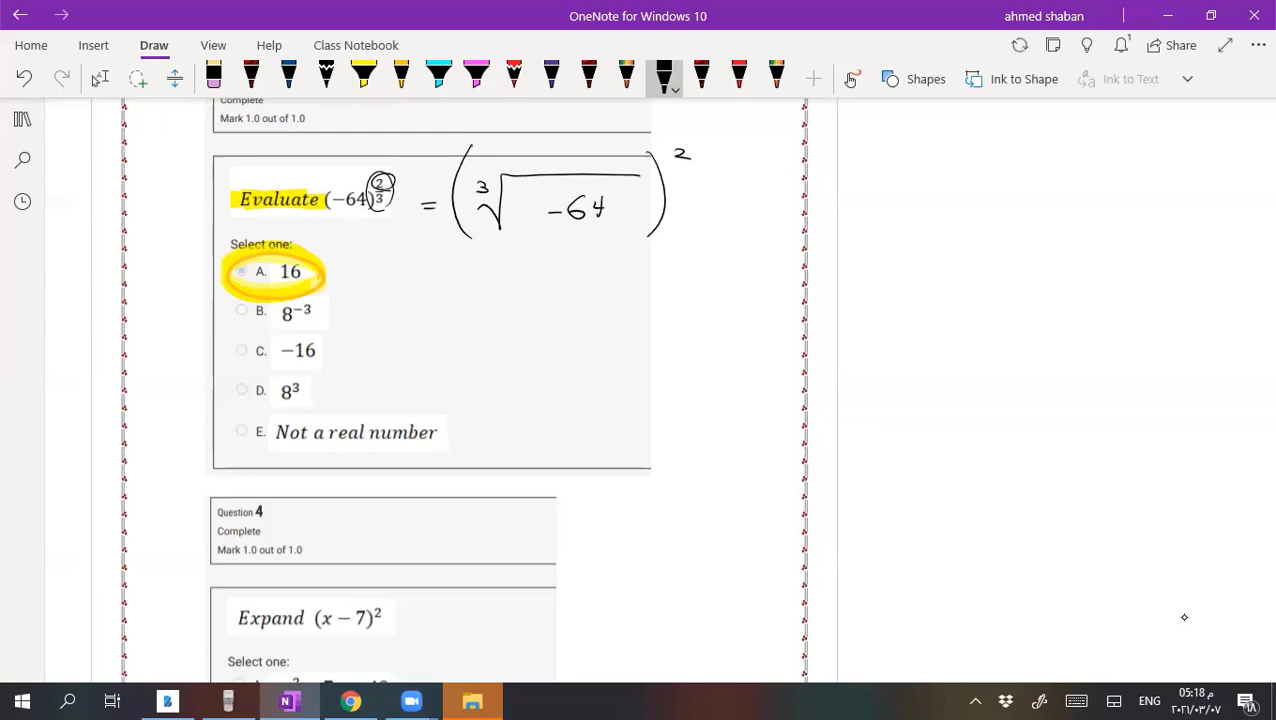 OneNote for Windows 10
ahmed shaban
Home Insert Draw View Help Class Notebook
Share
Shapes Ink to Shape Ink to Text
Complete
Mark 1.0 out of 1.0
Evaluate (−64)^(2/3) = (³√-64)²
Select one:
A. 16
B. 8⁻³
C. −16
D. 8³
E. Not a real number
Question 4
Complete
Mark 1.0 out of 1.0
Expand (x − 7)²
Select one:
ENG
05:18 م
٢٠٢١/٠٣/٠٧